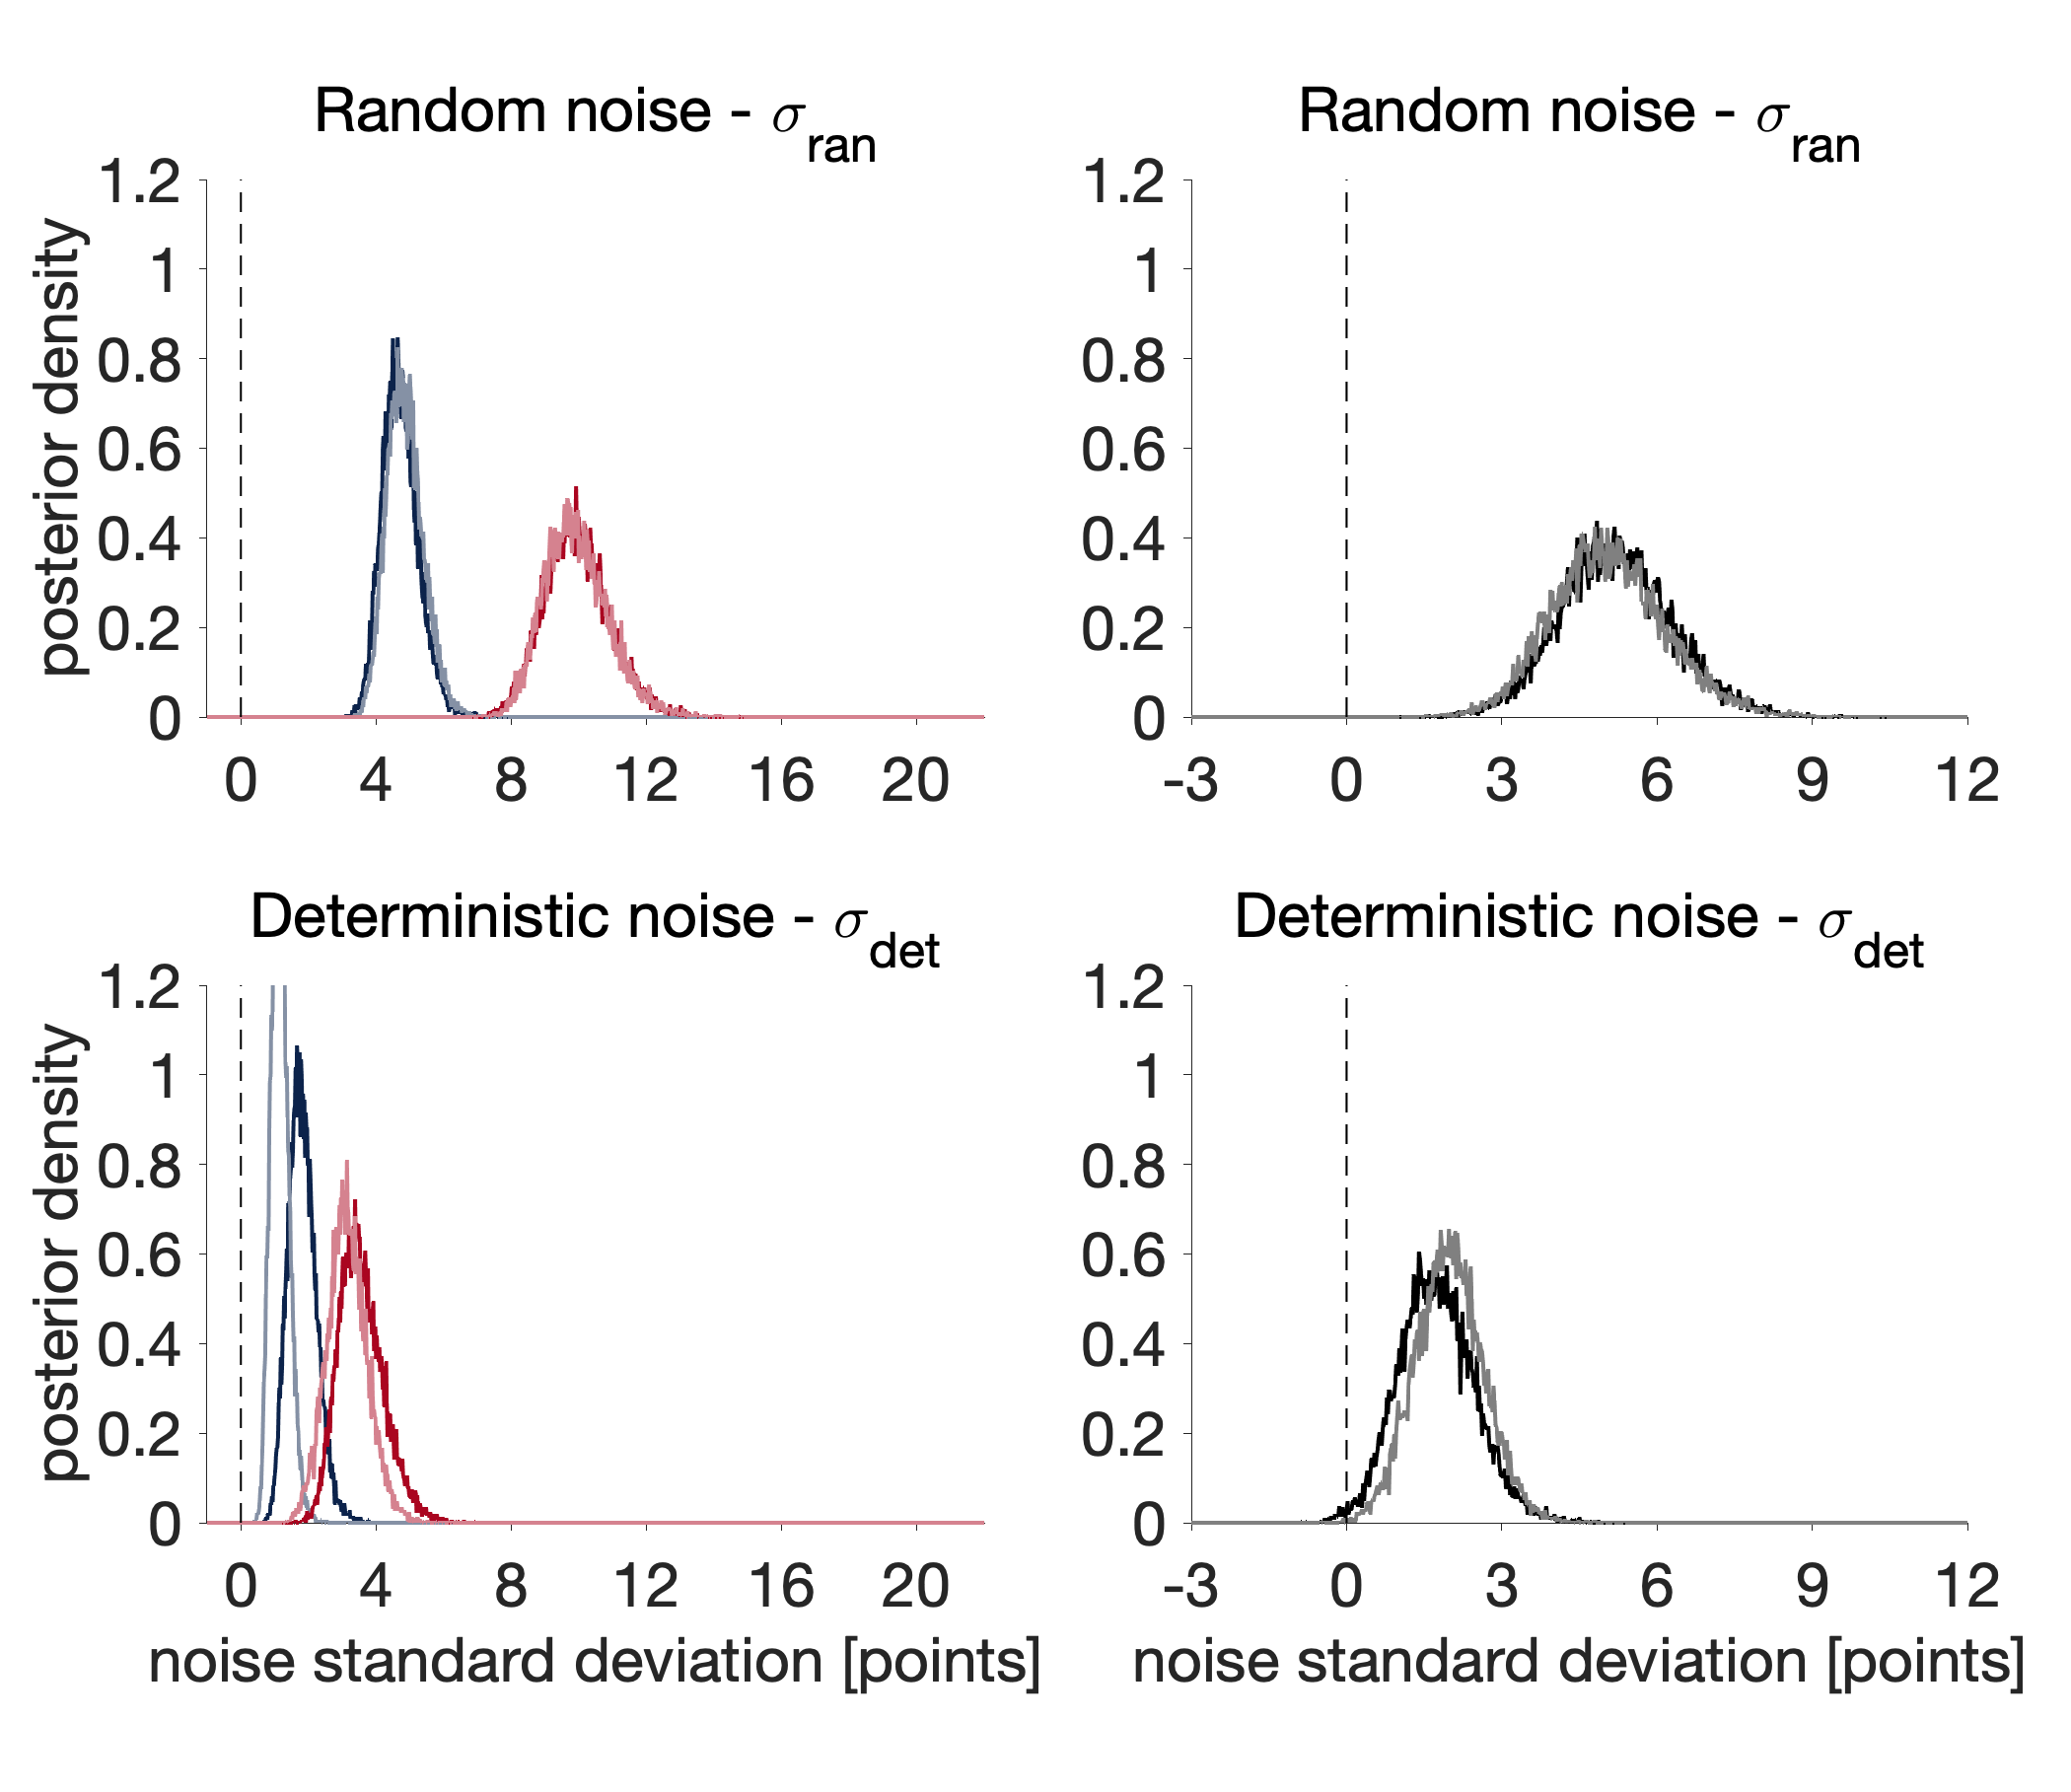 Random noise - σran
Random noise - σran
posterior density
1.2
1
0.8
0.6
0.4
0.2
0
0 4 8 12 16 20
1.2
1
0.8
0.6
0.4
0.2
0
-3 0 3 6 9 12
Deterministic noise - σdet
Deterministic noise - σdet
posterior density
1.2
1
0.8
0.6
0.4
0.2
0
0 4 8 12 16 20
noise standard deviation [points]
1.2
1
0.8
0.6
0.4
0.2
0
-3 0 3 6 9 12
noise standard deviation [points]